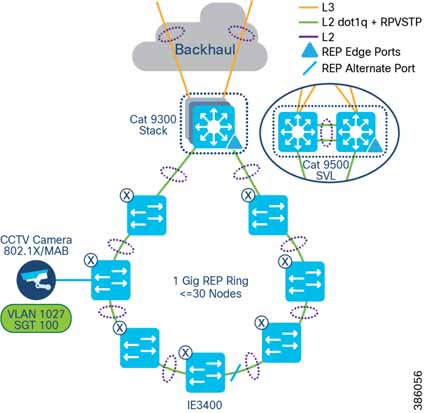 Backhaul
L3
L2 dot1q + RPVSTP
L2
REP Edge Ports
REP Alternate Port
Cat 9300
Stack
Cat 9500
SVL
X
X
CCTV Camera
802.1X/MAB
X
X
1 Gig REP Ring
<=30 Nodes
VLAN 1027
SGT 100
X
X
X
IE3400
386056